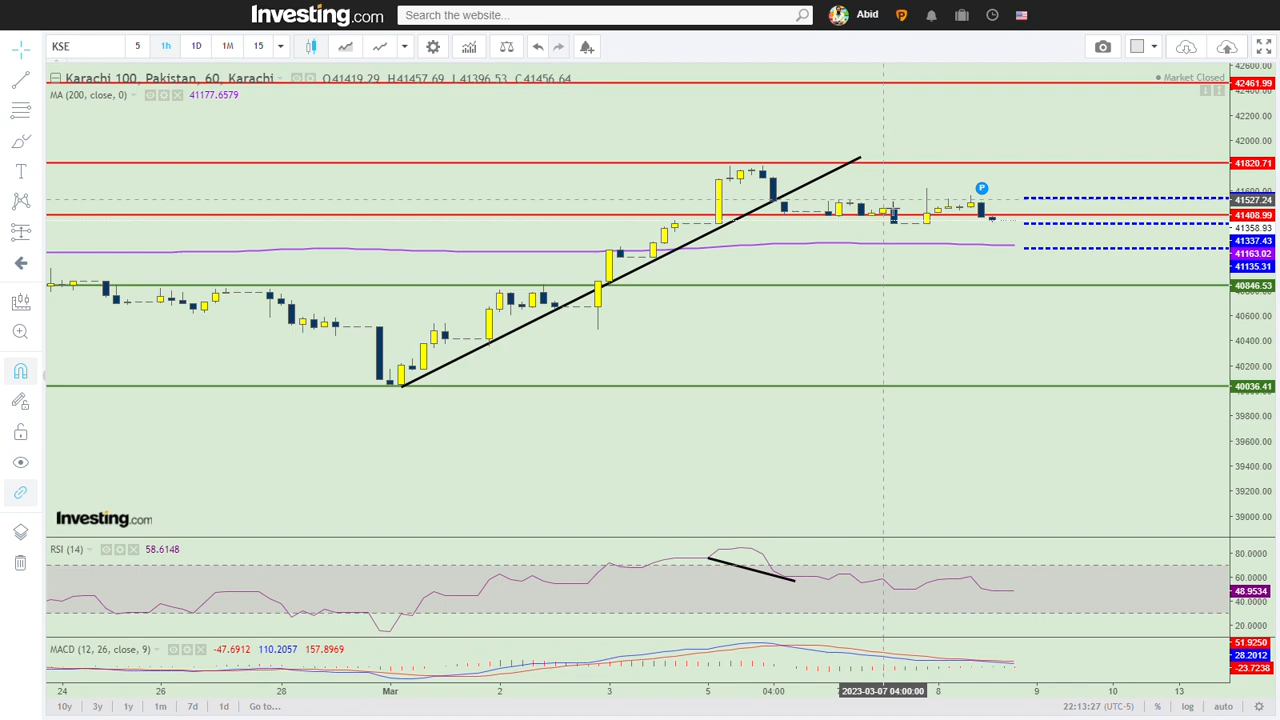 Investing.com
Search the website...
Abid
KSE 5 1h 1D 1M 15
Karachi 100, Pakistan, 60, Karachi O41419.29 H41457.69 L41396.53 C41456.64
Market Closed
MA (200, close, 0) 41177.6579
42600.00
42461.99
42400.00
42200.00
42000.00
41820.71
41600.00
41527.24
41408.99
41358.93
41337.43
41163.02
41135.31
40846.53
40600.00
40400.00
40200.00
40036.41
39800.00
39600.00
39400.00
39200.00
39000.00
P
Investing.com
RSI (14) 58.6148
80.0000
60.0000
48.9534
40.0000
20.0000
MACD (12, 26, close, 9) -47.6912 110.2057 157.8969
51.9250
28.2012
-23.7238
24 26 28 Mar 2 3 5 04:00 2023-03-07 04:00:00 8 9 10 12 13
10y 3y 1y 1m 7d 1d Go to... 22:13:27 (UTC-5) % log auto